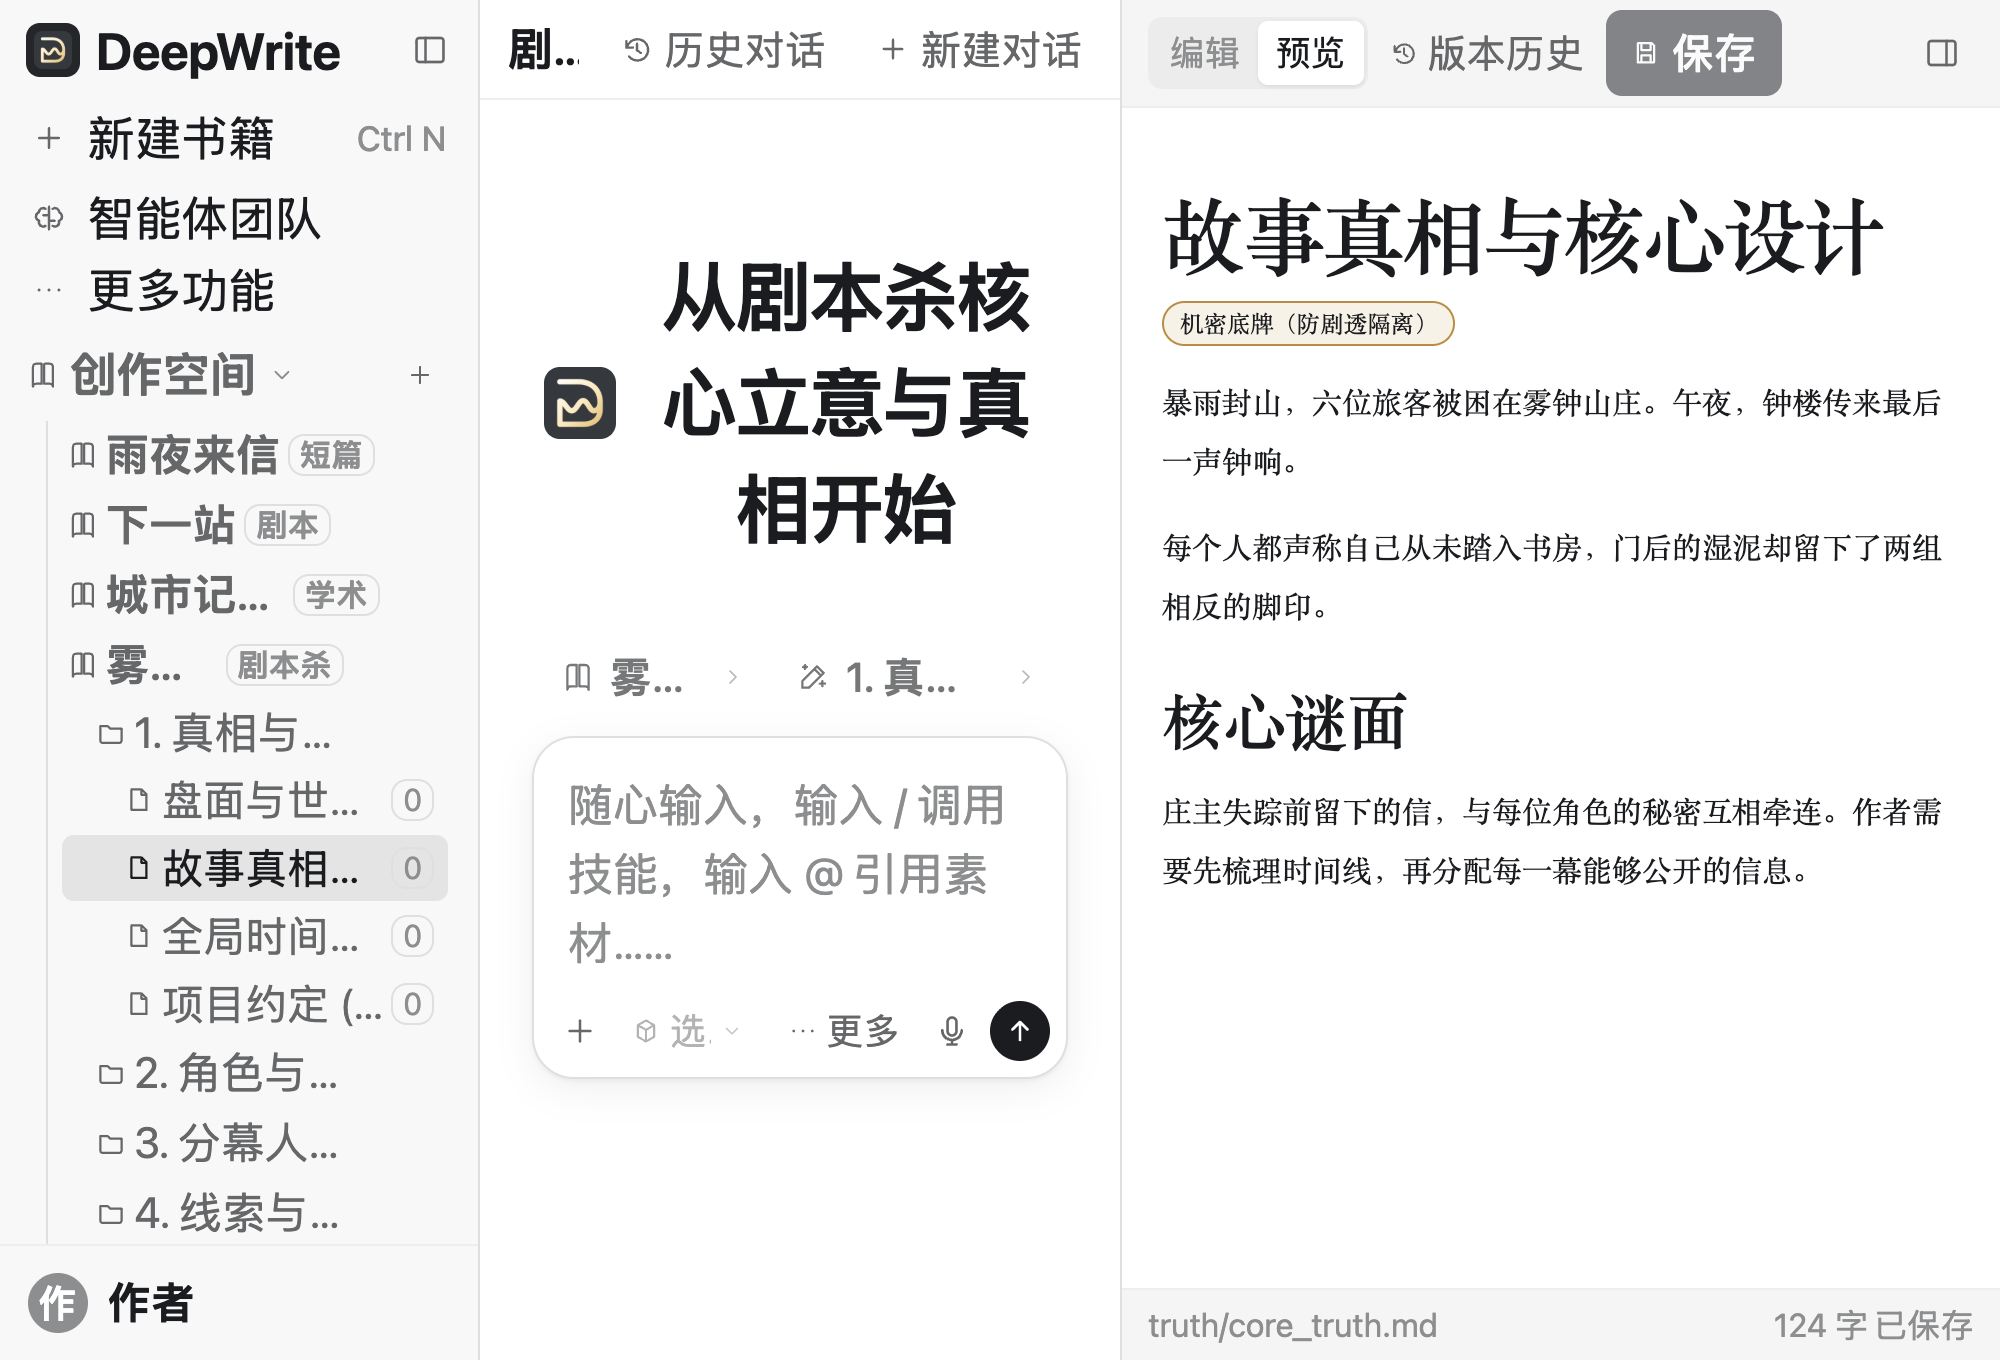 DeepWrite
新建书籍 Ctrl N
智能体团队
更多功能
创作空间
雨夜来信 短篇
下一站 剧本
城市记... 学术
雾... 剧本杀
1. 真相与...
盘面与世... 0
故事真相... 0
全局时间... 0
项目约定 (... 0
2. 角色与...
3. 分幕人...
4. 线索与...
作 作者
剧... 历史对话 新建对话
从剧本杀核
心立意与真
相开始
雾... 1. 真...
随心输入，输入 / 调用
技能，输入 @ 引用素
材......
选 更多
编辑 预览 版本历史 保存
故事真相与核心设计
机密底牌（防剧透隔离）
暴雨封山，六位旅客被困在雾钟山庄。午夜，钟楼传来最后
一声钟响。
每个人都声称自己从未踏入书房，门后的湿泥却留下了两组
相反的脚印。
核心谜面
庄主失踪前留下的信，与每位角色的秘密互相牵连。作者需
要先梳理时间线，再分配每一幕能够公开的信息。
truth/core_truth.md 124 字 已保存